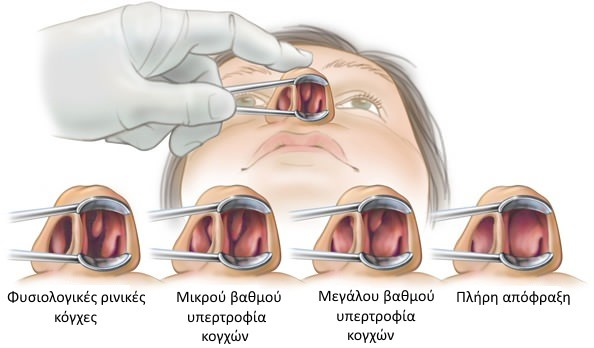 Φυσιολογικές ρινικές
κόγχες
Μικρού βαθμού
υπερτροφία
κογχών
Μεγάλου βαθμού
υπερτροφία
κογχών
Πλήρη απόφραξη